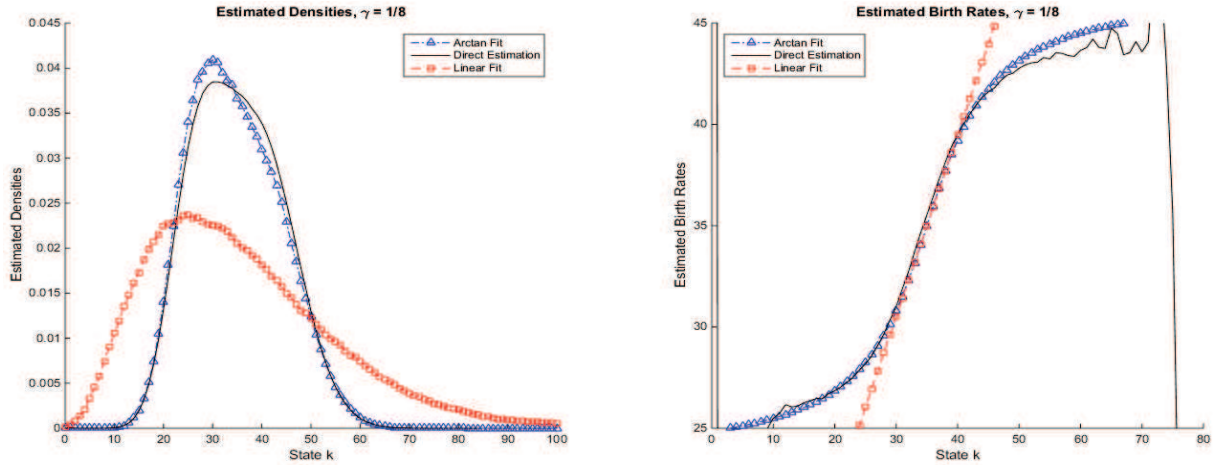 Estimated Densities, γ = 1/8
0.045
0.04
0.035
0.03
0.025
0.02
0.015
0.01
0.005
0
Estimated Densities
Arctan Fit
Direct Estimation
Linear Fit
0 10 20 30 40 50 60 70 80 90 100
State k
Estimated Birth Rates, γ = 1/8
45
40
35
30
25
Estimated Birth Rates
Arctan Fit
Direct Estimation
Linear Fit
0 10 20 30 40 50 60 70 80
State k